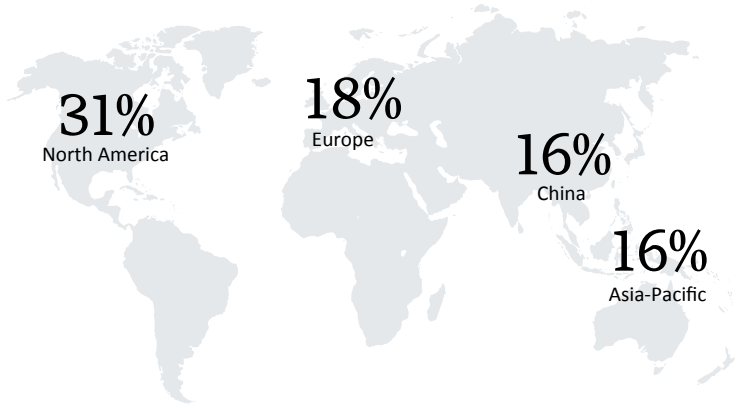 31%
North America
18%
Europe
16%
China
16%
Asia-Pacific